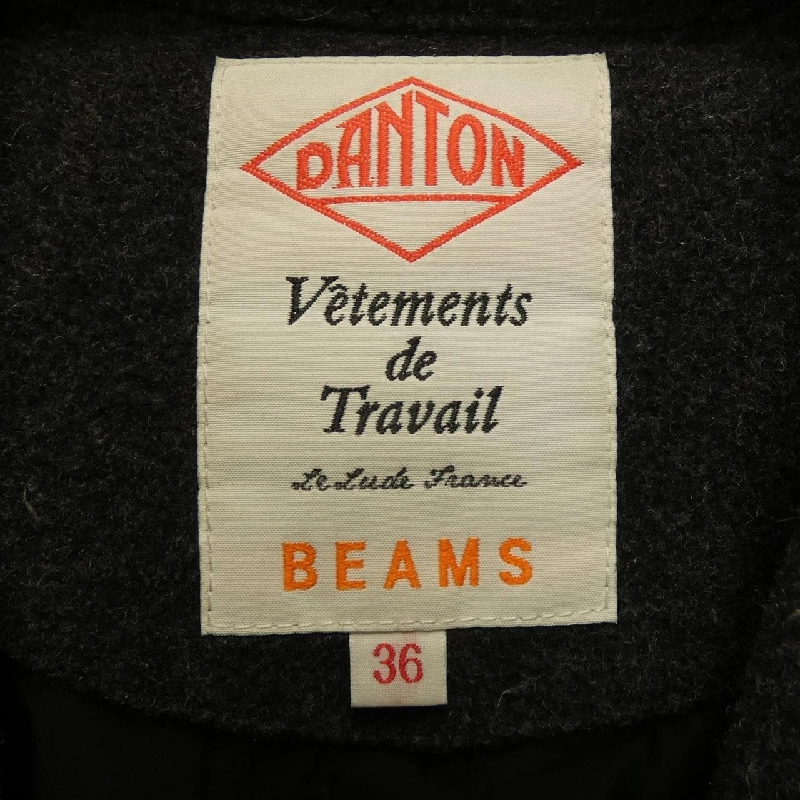 DANTON
Vêtements
de
Travail
Le Lude France
BEAMS
36